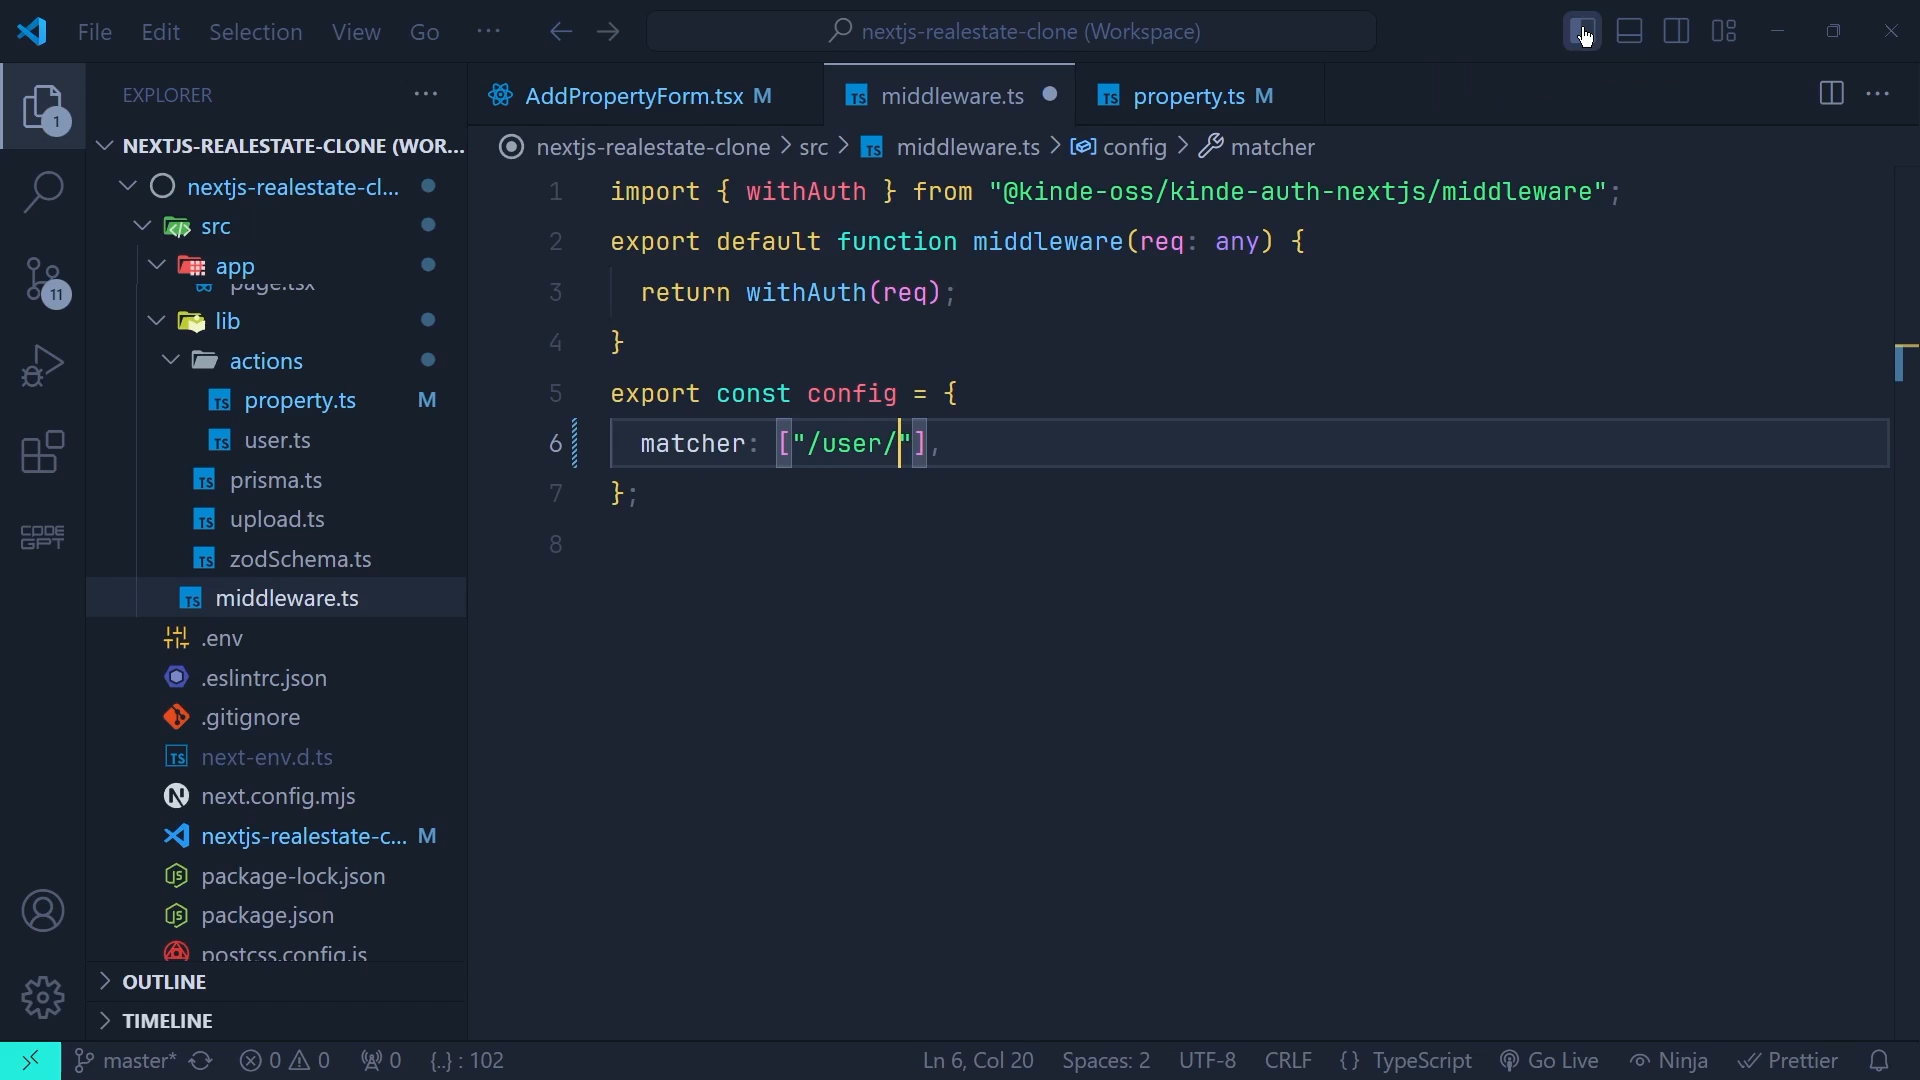 File Edit Selection View Go ··· nextjs-realestate-clone (Workspace)
EXPLORER ···
1
NEXTJS-REALESTATE-CLONE (WOR...
nextjs-realestate-cl...
src
app
page.tsx
lib
actions
property.ts M
user.ts
prisma.ts
upload.ts
zodSchema.ts
middleware.ts
.env
.eslintrc.json
.gitignore
next-env.d.ts
next.config.mjs
nextjs-realestate-c... M
package-lock.json
package.json
postcss.config.js
OUTLINE
TIMELINE
11
CODE
GPT
AddPropertyForm.tsx M TS middleware.ts TS property.ts M ···
nextjs-realestate-clone > src > TS middleware.ts > config > matcher
1 import { withAuth } from "@kinde-oss/kinde-auth-nextjs/middleware";
2 export default function middleware(req: any) {
3 return withAuth(req);
4 }
5 export const config = {
6 matcher: ["/user/"],
7 };
8
master* 0 0 0 {..} : 102 Ln 6, Col 20 Spaces: 2 UTF-8 CRLF {} TypeScript Go Live Ninja Prettier